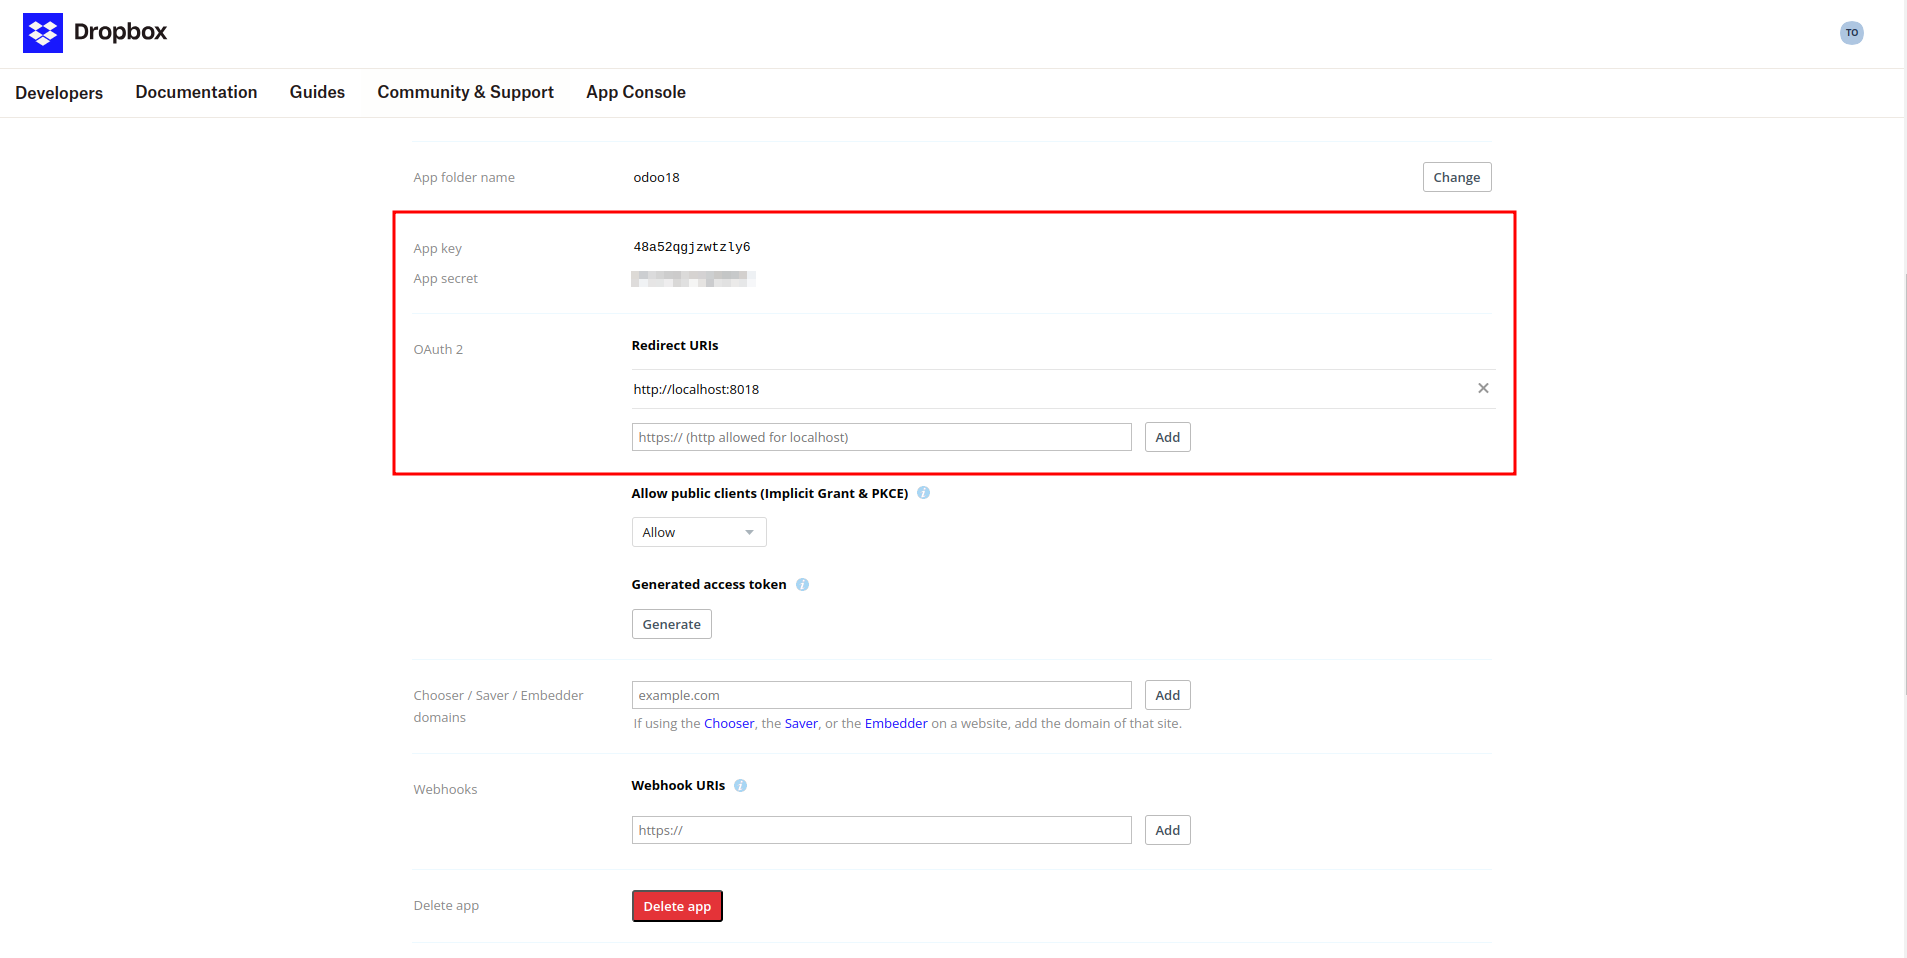 Dropbox
TO
Developers Documentation Guides Community & Support App Console
App folder name odoo18 Change
App key 48a52qgjzwtzly6
App secret
OAuth 2 Redirect URIs
http://localhost:8018
https:// (http allowed for localhost) Add
Allow public clients (Implicit Grant & PKCE)
Allow
Generated access token
Generate
Chooser / Saver / Embedder domains
example.com Add
If using the Chooser, the Saver, or the Embedder on a website, add the domain of that site.
Webhooks Webhook URIs
https:// Add
Delete app Delete app